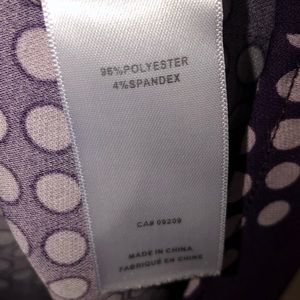 96%POLYESTER
4%SPANDEX
CA# 09209
MADE IN CHINA
FABRIQUÉ EN CHINE